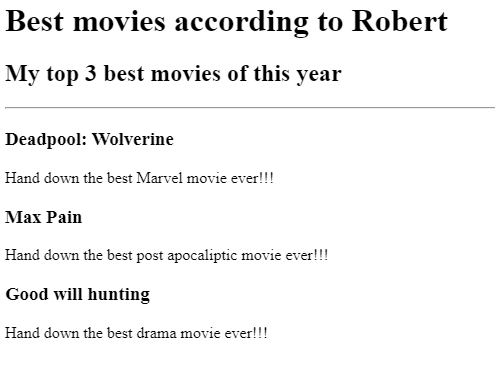 Best movies according to Robert
My top 3 best movies of this year
Deadpool: Wolverine
Hand down the best Marvel movie ever!!!
Max Pain
Hand down the best post apocaliptic movie ever!!!
Good will hunting
Hand down the best drama movie ever!!!